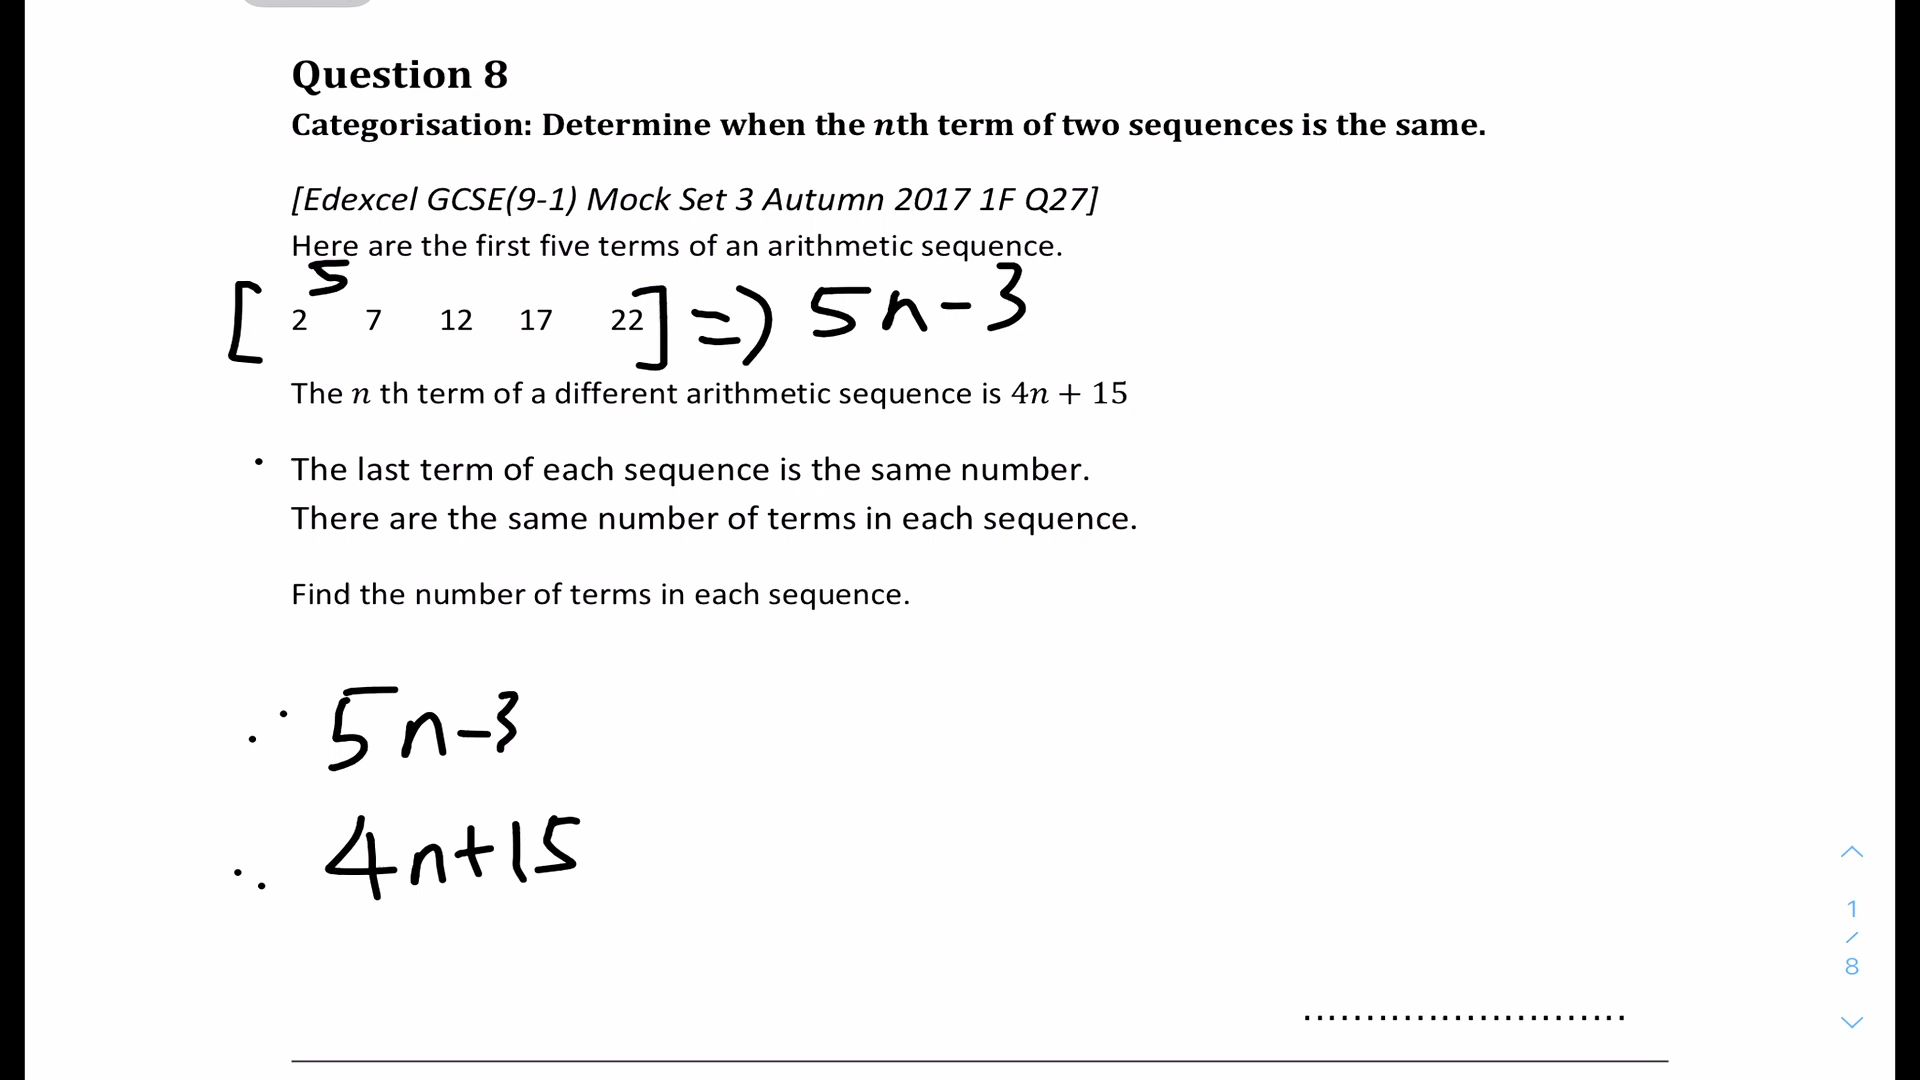 Question 8
Categorisation: Determine when the nth term of two sequences is the same.
[Edexcel GCSE(9-1) Mock Set 3 Autumn 2017 1F Q27]
Here are the first five terms of an arithmetic sequence.
5
[ 2 7 12 17 22 ] => 5n-3
The n th term of a different arithmetic sequence is 4n + 15
· The last term of each sequence is the same number.
There are the same number of terms in each sequence.
Find the number of terms in each sequence.
5n-3
4n+15
1
/
8
..........................